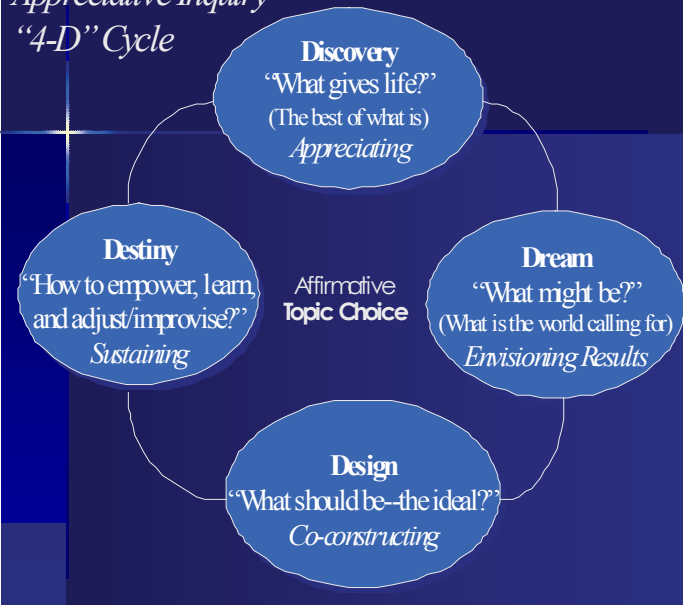 Appreciative Inquiry
“4-D” Cycle
Discovery
“What gives life?”
(The best of what is)
Appreciating
Dream
“What might be?”
(What is the world calling for)
Envisioning Results
Design
“What should be--the ideal?”
Co-constructing
Destiny
“How to empower, learn,
and adjust/improvise?”
Sustaining
Affirmative
Topic Choice